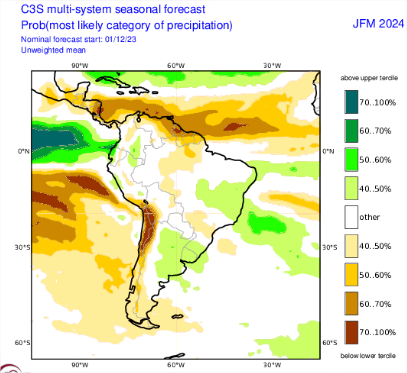 C3S multi-system seasonal forecast
Prob(most likely category of precipitation) JFM 2024
Nominal forecast start: 01/12/23
Unweighted mean
above upper tercile
90°W 60°W 30°W
70..100%
60..70%
50..60%
0°N 0°N
40..50%
other
30°S 30°S
40..50%
50..60%
60..70%
70..100%
60°S 60°S
below lower tercile
90°W 60°W 30°W